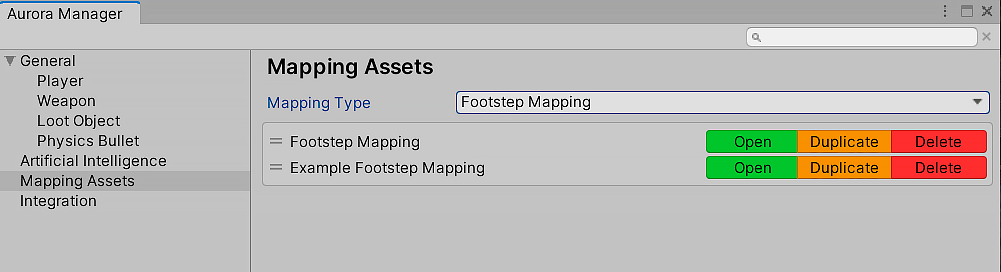 Aurora Manager
General
Player
Weapon
Loot Object
Physics Bullet
Artificial Intelligence
Mapping Assets
Integration
Mapping Assets
Mapping Type Footstep Mapping
Footstep Mapping Open Duplicate Delete
Example Footstep Mapping Open Duplicate Delete